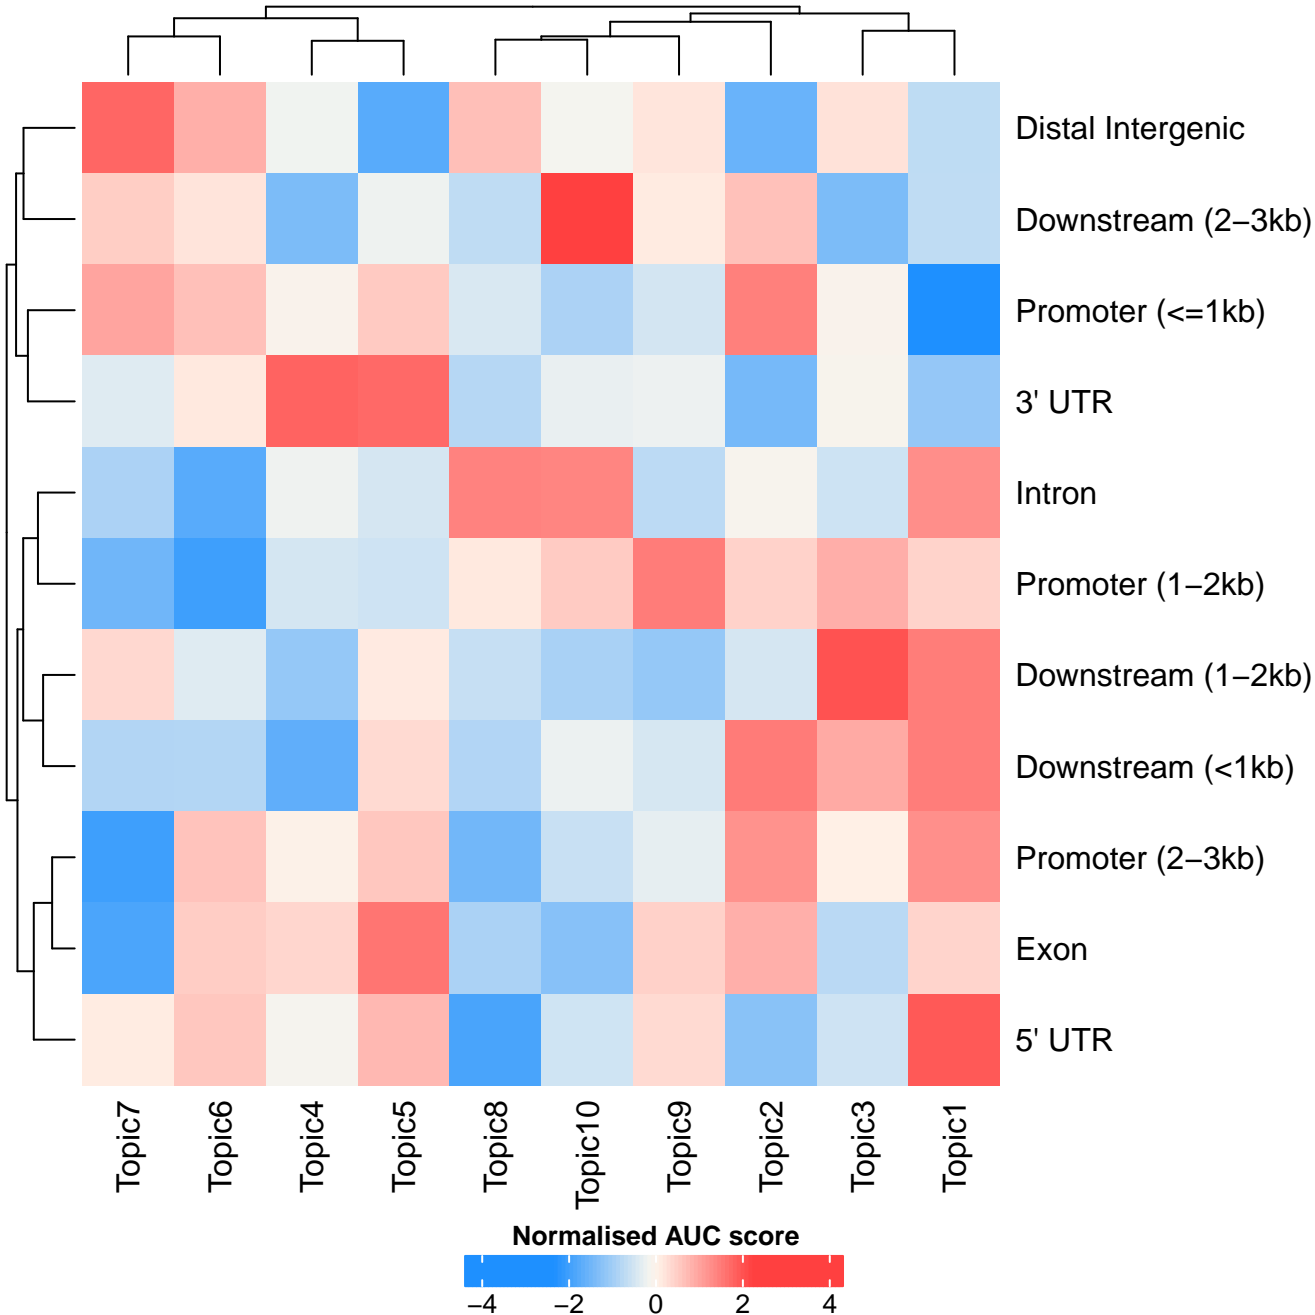 Distal Intergenic
Downstream (2−3kb)
Promoter (<=1kb)
3' UTR
Intron
Promoter (1−2kb)
Downstream (1−2kb)
Downstream (<1kb)
Promoter (2−3kb)
Exon
5' UTR
Topic7 Topic6 Topic4 Topic5 Topic8 Topic10 Topic9 Topic2 Topic3 Topic1
Normalised AUC score
−4 −2 0 2 4